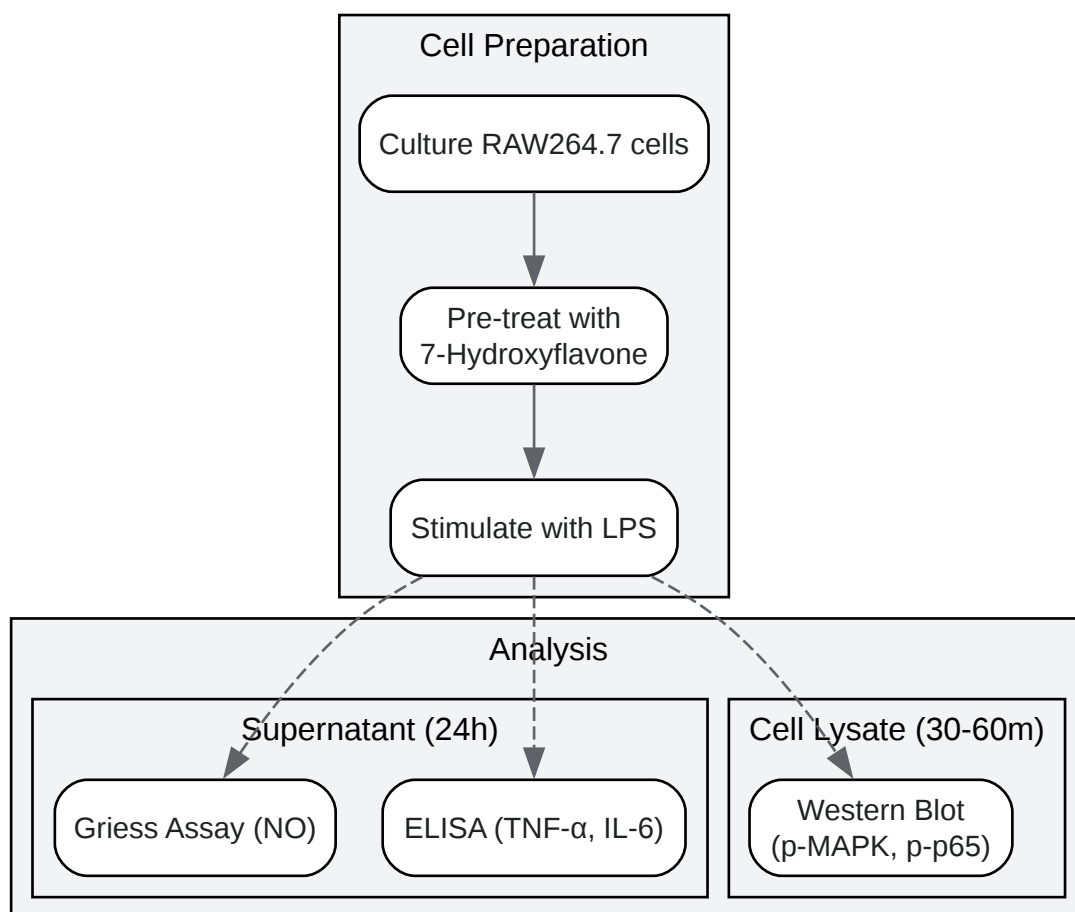 Cell Preparation
Culture RAW264.7 cells
Pre-treat with
7-Hydroxyflavone
Stimulate with LPS
Analysis
Supernatant (24h)
Cell Lysate (30-60m)
Griess Assay (NO)
ELISA (TNF-α, IL-6)
Western Blot
(p-MAPK, p-p65)